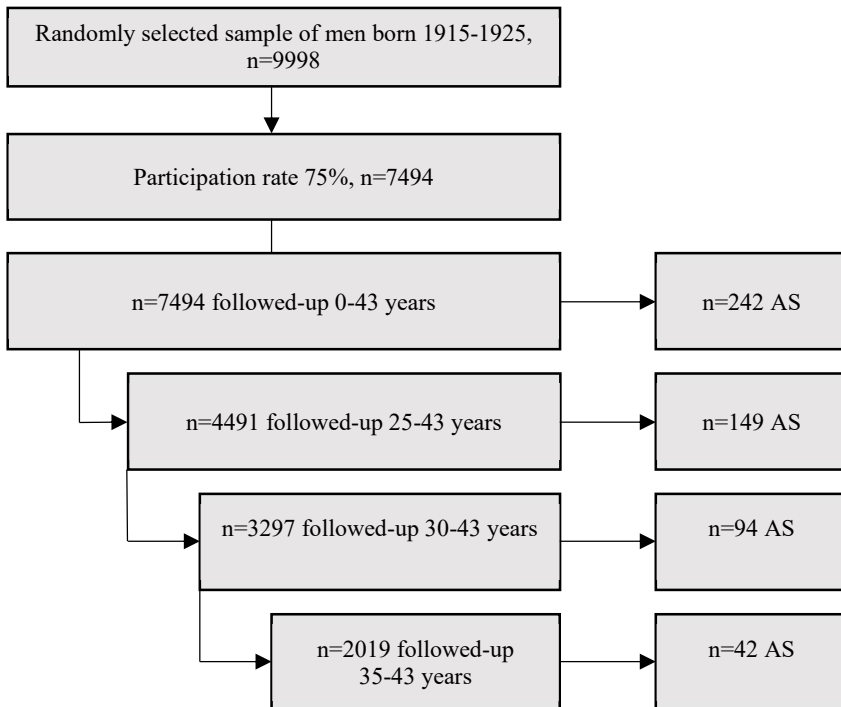 Randomly selected sample of men born 1915-1925,
n=9998
Participation rate 75%, n=7494
n=7494 followed-up 0-43 years
n=242 AS
n=4491 followed-up 25-43 years
n=149 AS
n=3297 followed-up 30-43 years
n=94 AS
n=2019 followed-up
35-43 years
n=42 AS